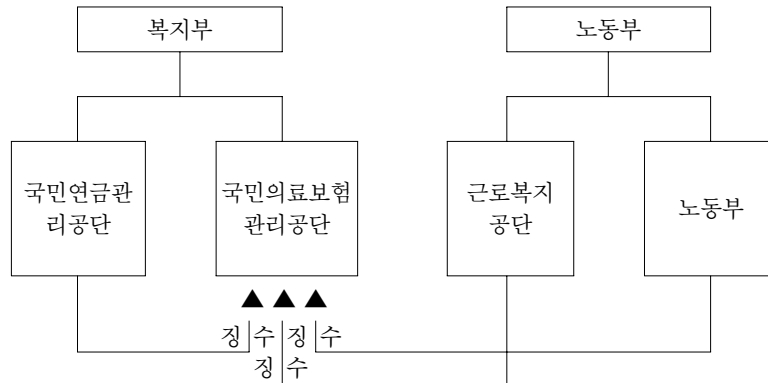 복지부
노동부
국민연금관
리공단
국민의료보험
관리공단
근로복지
공단
노동부
징 수 징 수
징 수